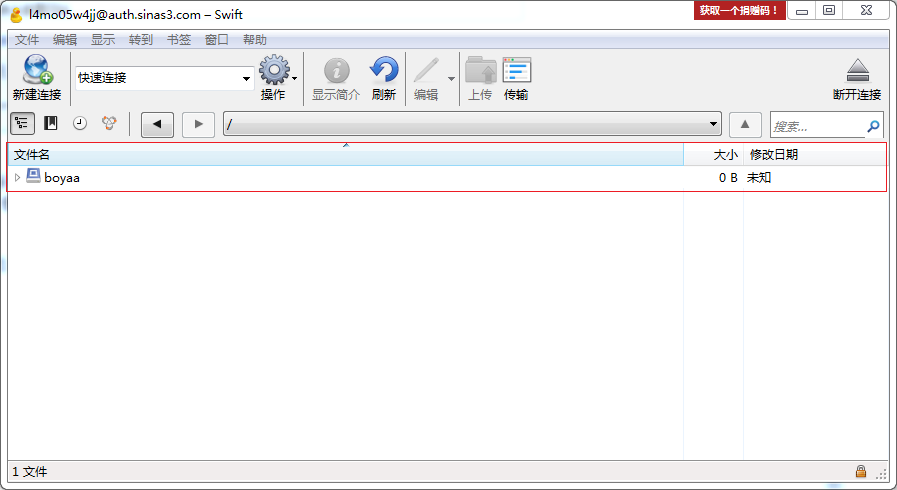 l4mo05w4jj@auth.sinas3.com – Swift
获取一个捐赠码！
文件 编辑 显示 转到 书签 窗口 帮助
快速连接
新建连接 操作 显示简介 刷新 编辑 上传 传输 断开连接
/
搜索...
文件名 大小 修改日期
boyaa 0 B 未知
1 文件